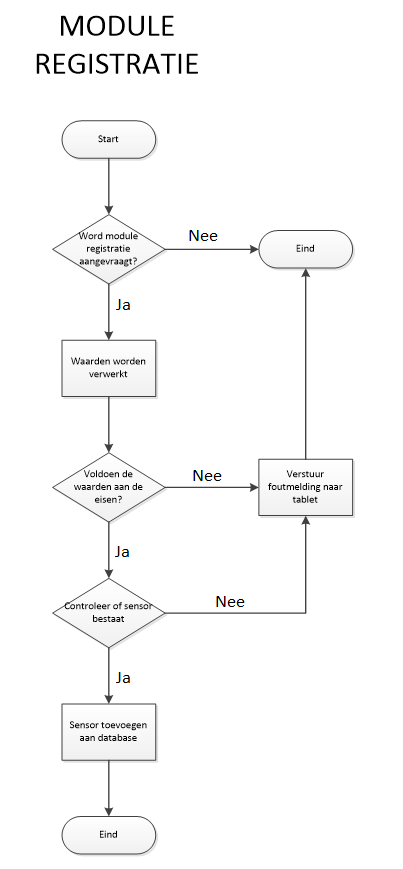 MODULE
REGISTRATIE
Start
Word module
registratie
aangevraagt?
Nee
Eind
Ja
Waarden worden
verwerkt
Voldoen de
waarden aan de
eisen?
Nee
Verstuur
foutmelding naar
tablet
Ja
Controleer of sensor
bestaat
Nee
Ja
Sensor toevoegen
aan database
Eind